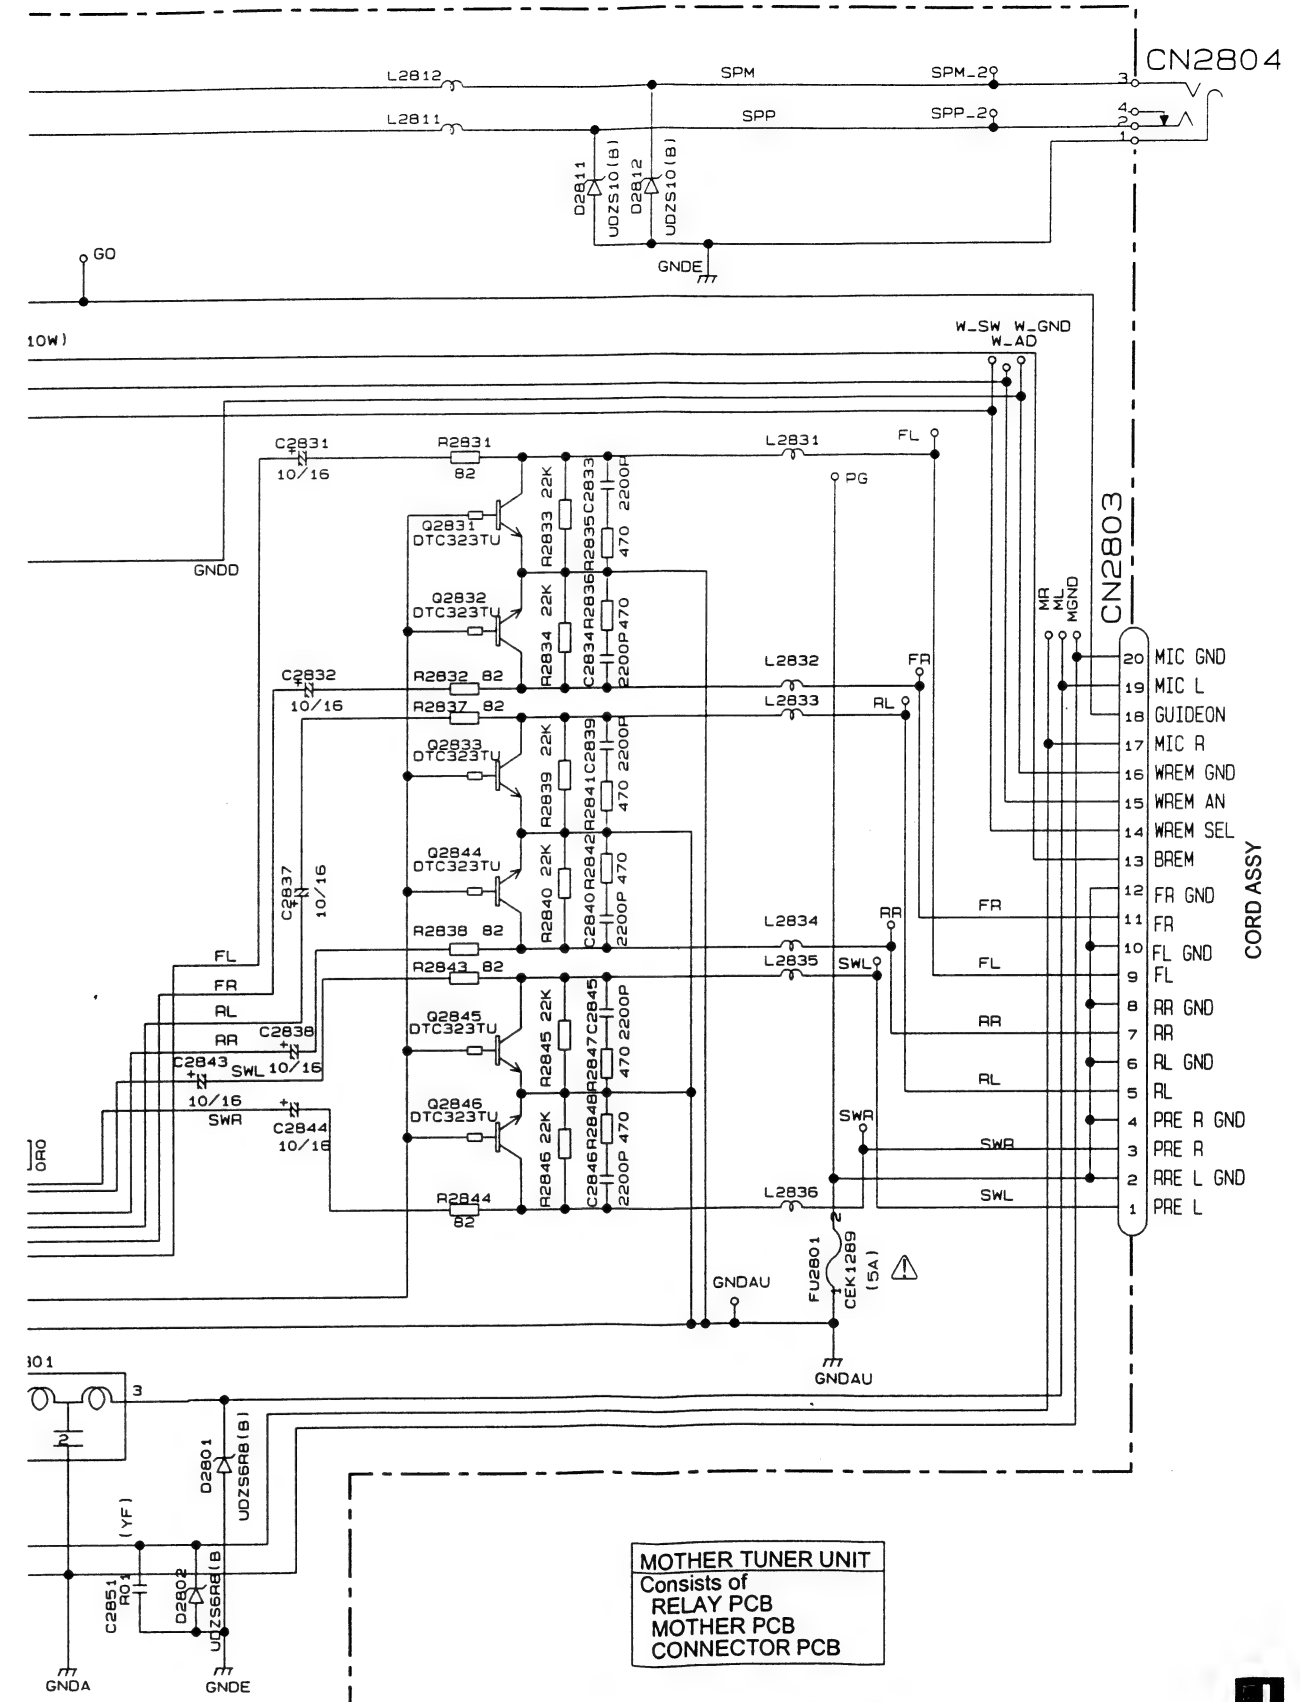 CN2804
L2812
SPM
SPM_2
3
L2811
SPP
SPP_2
4
2
1
D2811
UDZS10(B)
D2812
UDZS10(B)
GO
GNDE
10W)
W_SW W_GND
W_AD
C2831
+
10/16
R2831
82
L2831
FL
PG
Q2831
DTC323TU
R2833 22K
R2835 C2833
470 2200P
GNDD
Q2832
DTC323TU
R2834 22K
C2834 R2836
2200P 470
CN2803
MR
ML
MGND
C2832
+
10/16
R2832 82
R2837 82
L2832
FR
L2833
RL
20 MIC GND
19 MIC L
18 GUIDEON
17 MIC R
16 WREM GND
15 WREM AN
14 WREM SEL
13 BREM
12 FR GND
11 FR
10 FL GND
9 FL
8 RR GND
7 RR
6 RL GND
5 RL
4 PRE R GND
3 PRE R
2 RRE L GND
1 PRE L
CORD ASSY
Q2833
DTC323TU
R2839 22K
R2841 C2839
470 2200P
Q2844
DTC323TU
R2840 22K
C2840 R2842
2200P 470
C2837
+
10/16
R2838 82
R2843 82
L2834
RR
L2835
SWL
FR
FL
RR
RL
SWR
SWR
SWL
FL
FR
RL
RR
C2838
+
10/16
C2843
+
10/16
SWL
SWR
+
C2844
10/16
Q2845
DTC323TU
R2845 22K
R2847 C2845
470 2200P
Q2846
DTC323TU
R2846 22K
C2846 R2848
2200P 470
ORO
R2844
82
L2836
2
FU2801
1
CEK1289
(5A)
GNDAU
GNDAU
801
3
2
D2801
UDZS6R8(B)
(YF)
C2851
R01
D2802
UDZS6R8(B
GNDA
GNDE
MOTHER TUNER UNIT
Consists of
RELAY PCB
MOTHER PCB
CONNECTOR PCB